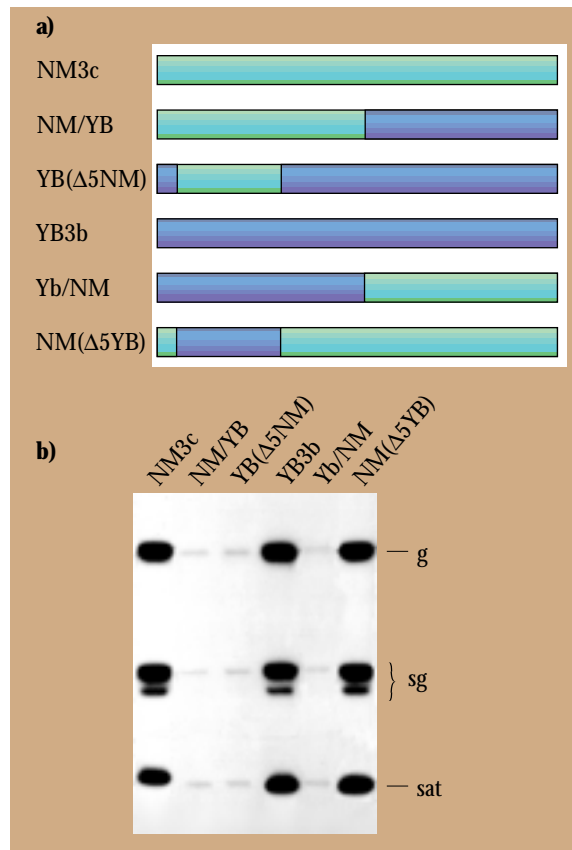 a)
NM3c
NM/YB
YB(Δ5NM)
YB3b
Yb/NM
NM(Δ5YB)
b)
NM3c
NM/YB
YB(Δ5NM)
YB3b
Yb/NM
NM(Δ5YB)
g
sg
sat